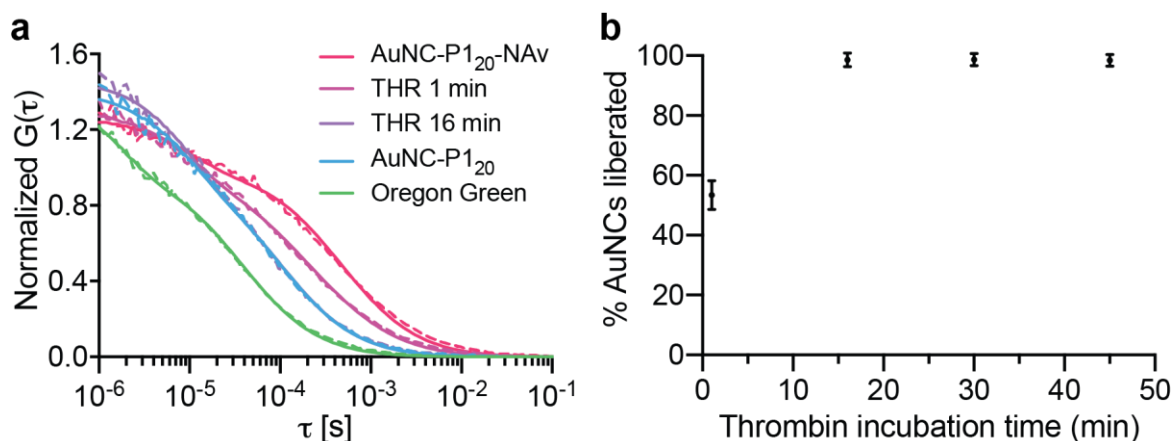 a
1.6
1.2
0.8
0.4
0.0
Normalized G(τ)
10⁻⁶ 10⁻⁵ 10⁻⁴ 10⁻³ 10⁻² 10⁻¹
τ [s]
AuNC-P1₂₀-NAv
THR 1 min
THR 16 min
AuNC-P1₂₀
Oregon Green
b
100
80
60
40
20
0
% AuNCs liberated
0 10 20 30 40 50
Thrombin incubation time (min)